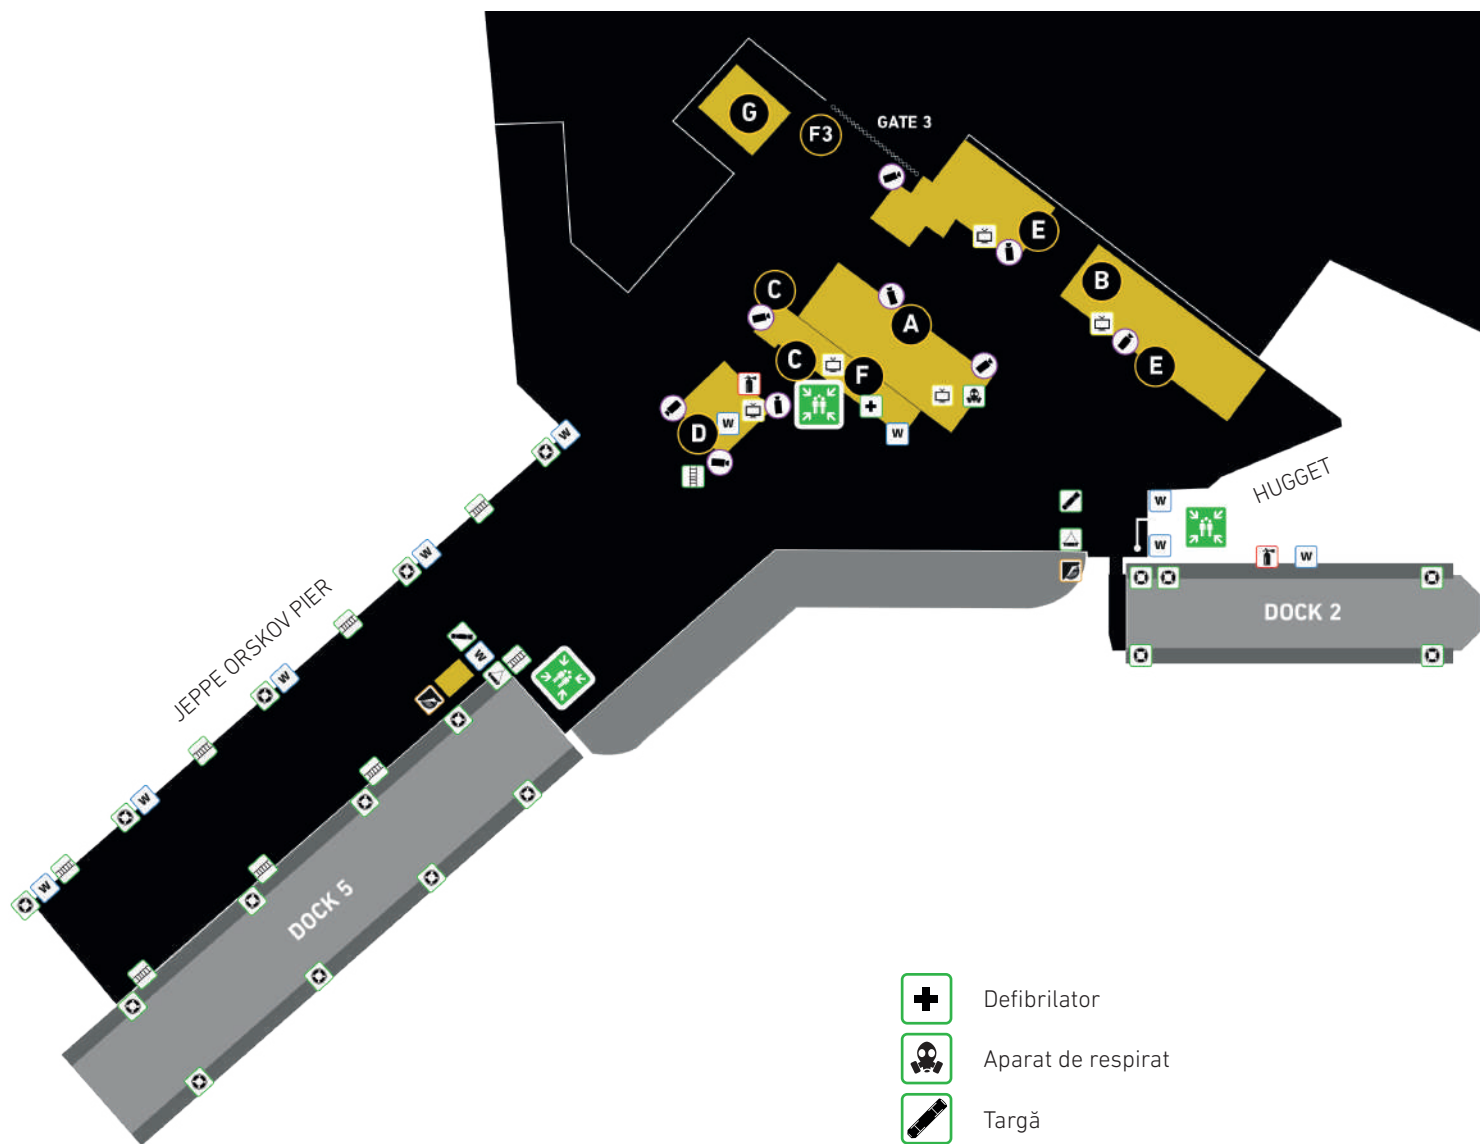 G
F3
GATE 3
E
C
B
A
C
F
E
D
W
W
W
HUGGET
W
W
W
W
DOCK 2
JEPPE ORSKOV PIER
W
W
W
W
DOCK 5
Defibrilator
Aparat de respirat
Targă